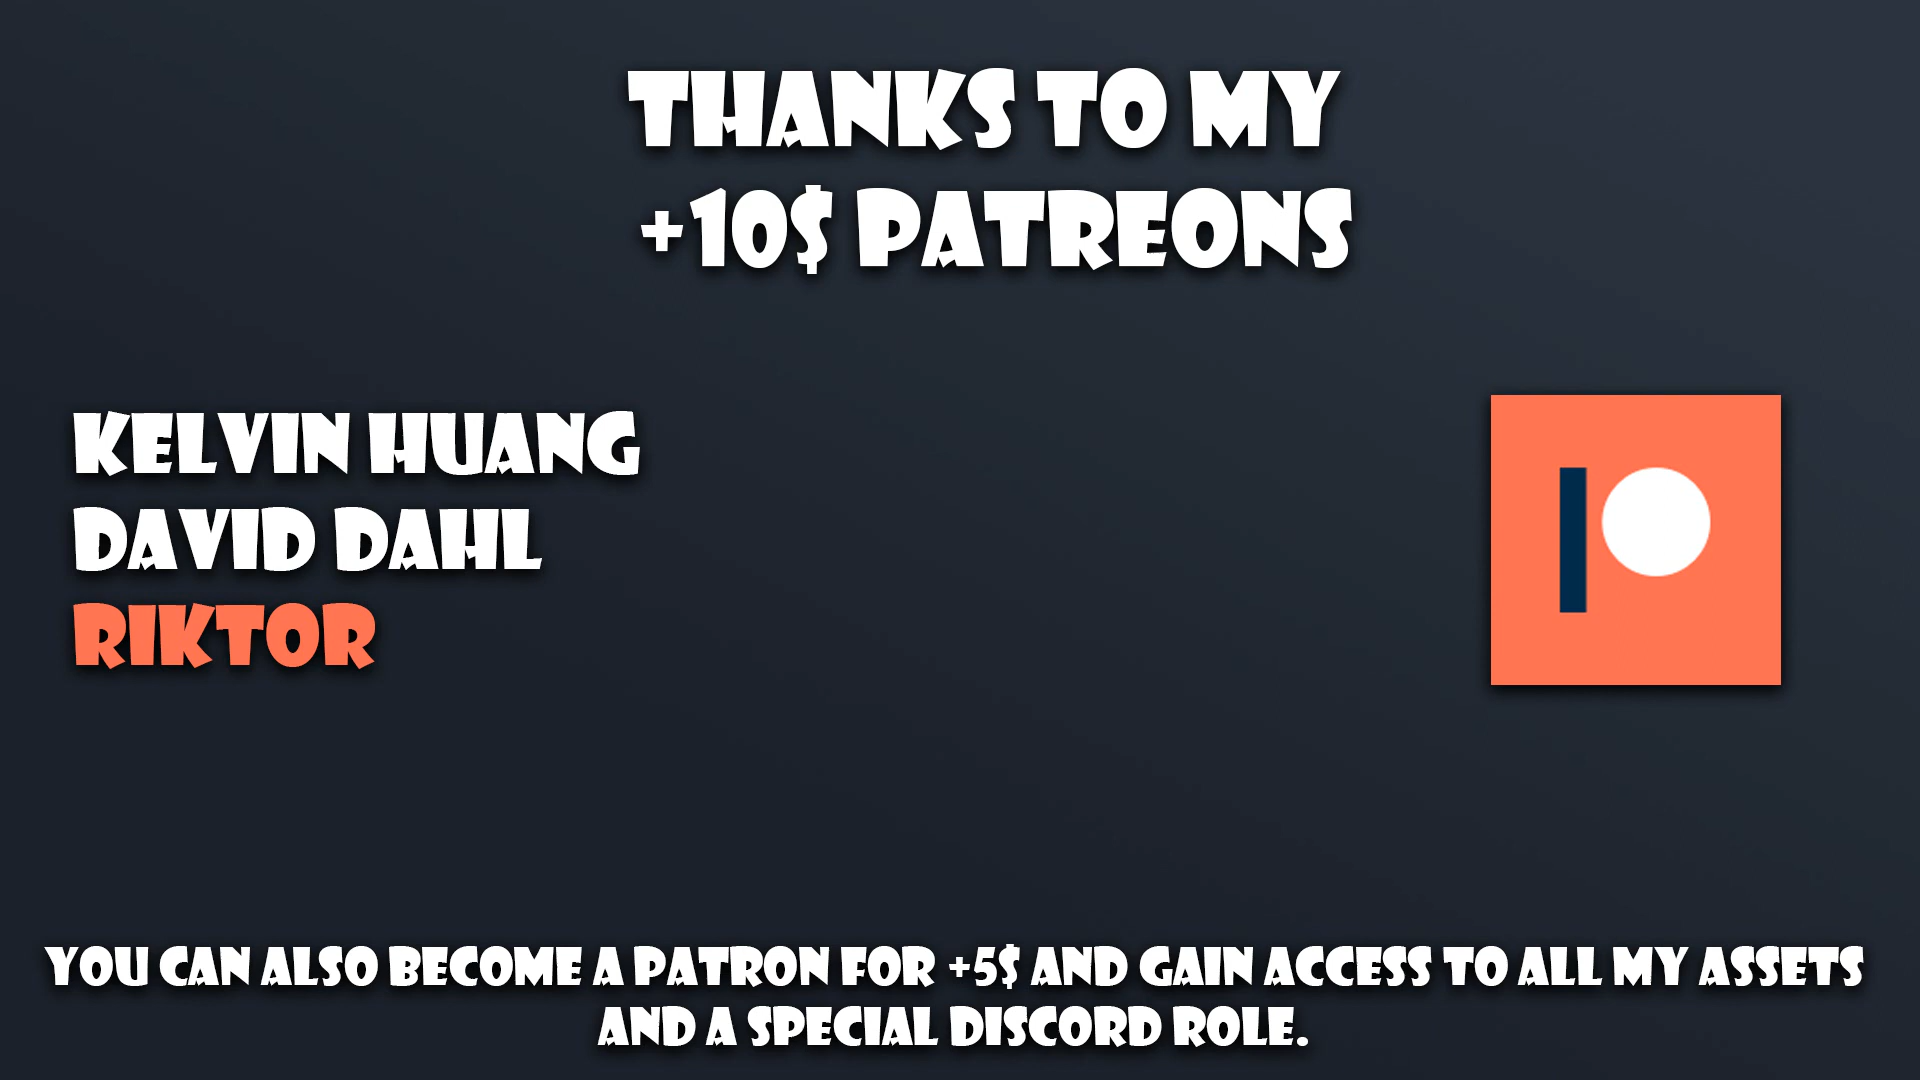 THANKS TO MY
+10$ PATREONS
KELVIN HUANG
DAVID DAHL
RIKTOR
YOU CAN ALSO BECOME A PATRON FOR +5$ AND GAIN ACCESS TO ALL MY ASSETS
AND A SPECIAL DISCORD ROLE.